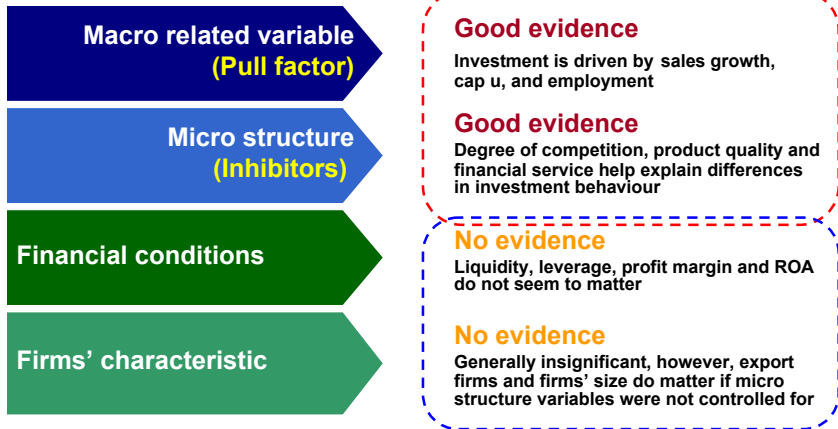 Macro related variable
(Pull factor)
Good evidence
Investment is driven by sales growth,
cap u, and employment
Micro structure
(Inhibitors)
Good evidence
Degree of competition, product quality and
financial service help explain differences
in investment behaviour
Financial conditions
No evidence
Liquidity, leverage, profit margin and ROA
do not seem to matter
Firms' characteristic
No evidence
Generally insignificant, however, export
firms and firms' size do matter if micro
structure variables were not controlled for